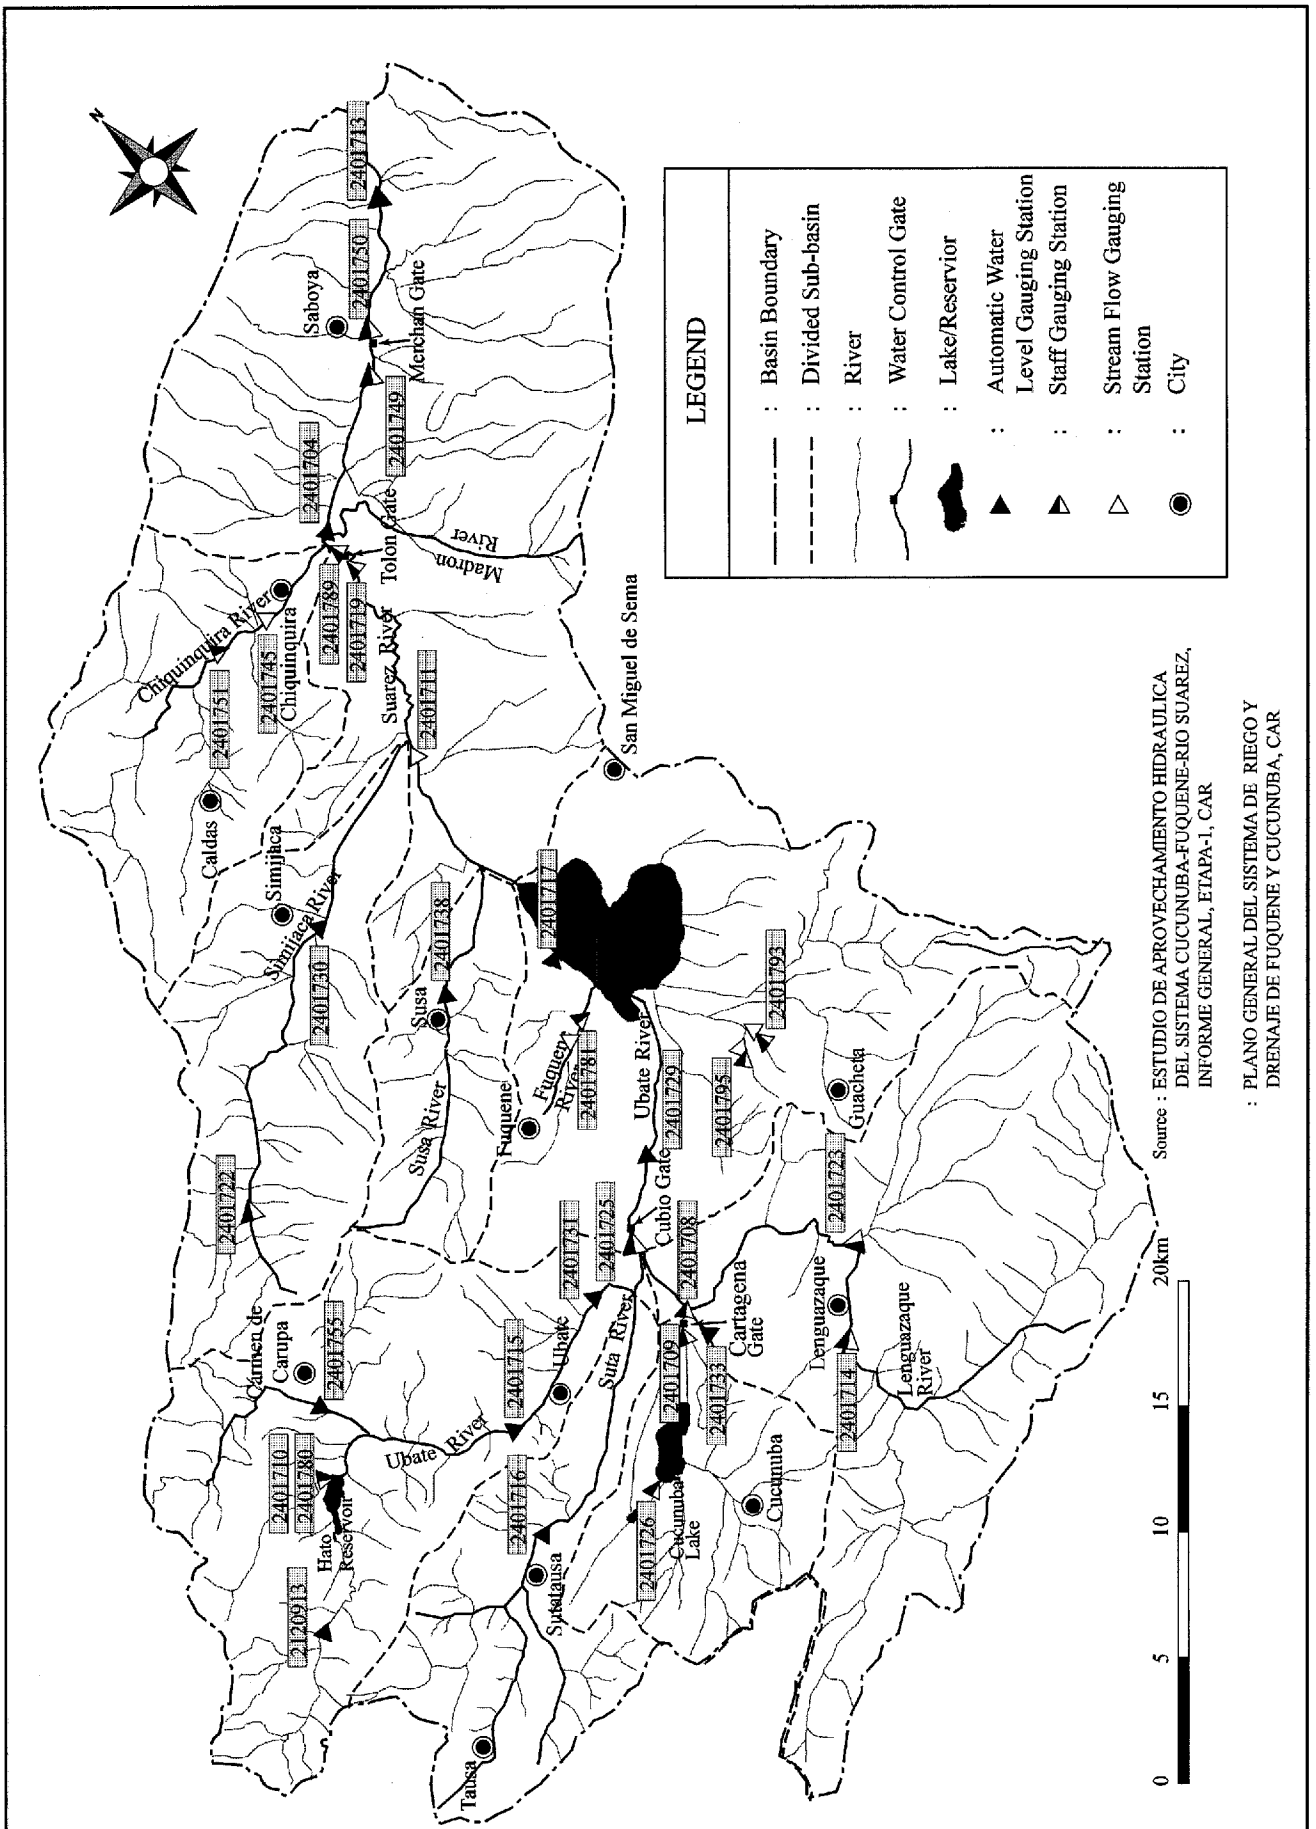 N
2401713
2401750
Saboya
Merchan Gate
2401749
2401704
Tolon Gate
Madron
River
2401789
2401719
Chiquinquira River
Chiquinquira
2401745
2401751
Suarez River
2401711
San Miguel de Sema
Caldas
Simijaca
Simijaca River
2401730
2401738
Susa
Susa River
2401717
Fuquene
Fuquen
River
2401781
Ubate River
2401729
2401793
2401795
Guacheta
2401722
2401731
2401725
Cubio Gate
2401708
2401723
Carmen de
Carupa
2401755
2401715
Ubate
Suta River
2401709
Cartagena
Gate
2401733
Lenguazaque
2401714
Lenguazaque
River
Ubate River
2401710
2401780
Hato
Reservoir
2401716
Sutatausa
2401726
Cucunuba
Lake
Cucunuba
2120913
Tausa
LEGEND
: Basin Boundary
: Divided Sub-basin
: River
: Water Control Gate
: Lake/Reservior
: Automatic Water
Level Gauging Station
: Staff Gauging Station
: Stream Flow Gauging
Station
: City
0 5 10 15 20km
Source : ESTUDIO DE APROVECHAMIENTO HIDRAULICA
DEL SISTEMA CUCUNUBA-FUQUENE-RIO SUAREZ,
INFORME GENERAL, ETAPA-1, CAR
: PLANO GENERAL DEL SISTEMA DE RIEGO Y
DRENAJE DE FUQUENE Y CUCUNUBA, CAR